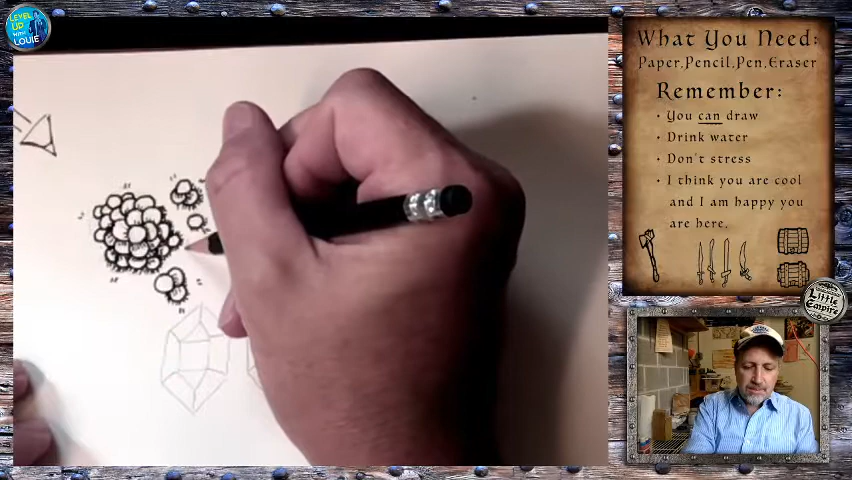 LEVEL
UP
WITH
LOUIE
What You Need:
Paper,Pencil,Pen,Eraser
Remember:
• You can draw
• Drink water
• Don't stress
• I think you are cool
and I am happy you
are here.
Little
Empire